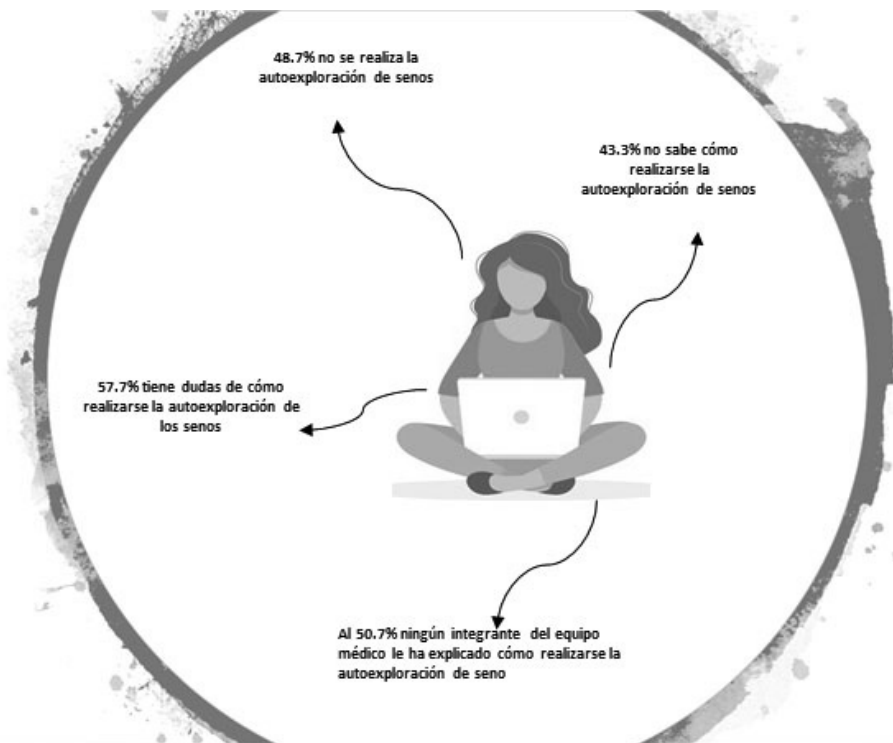 48.7% no se realiza la
autoexploración de senos
43.3% no sabe cómo
realizarse la
autoexploración de senos
57.7% tiene dudas de cómo
realizarse la autoexploración de
los senos
Al 50.7% ningún integrante del equipo
médico le ha explicado cómo realizarse la
autoexploración de seno